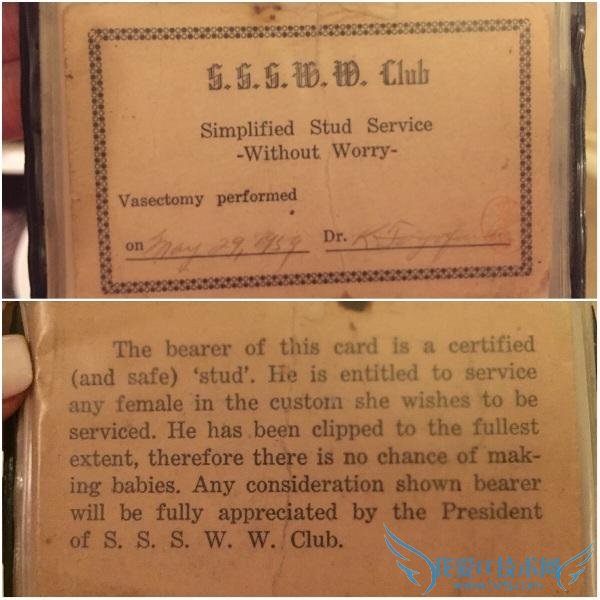 S. S. S. W. W. Club
Simplified Stud Service
-Without Worry-
Vasectomy performed
on May 29, 1959 Dr. K.
The bearer of this card is a certified
(and safe) 'stud'. He is entitled to service
any female in the custom she wishes to be
serviced. He has been clipped to the fullest
extent, therefore there is no chance of mak-
ing babies. Any consideration shown bearer
will be fully appreciated by the President
of S. S. S. W. W. Club.